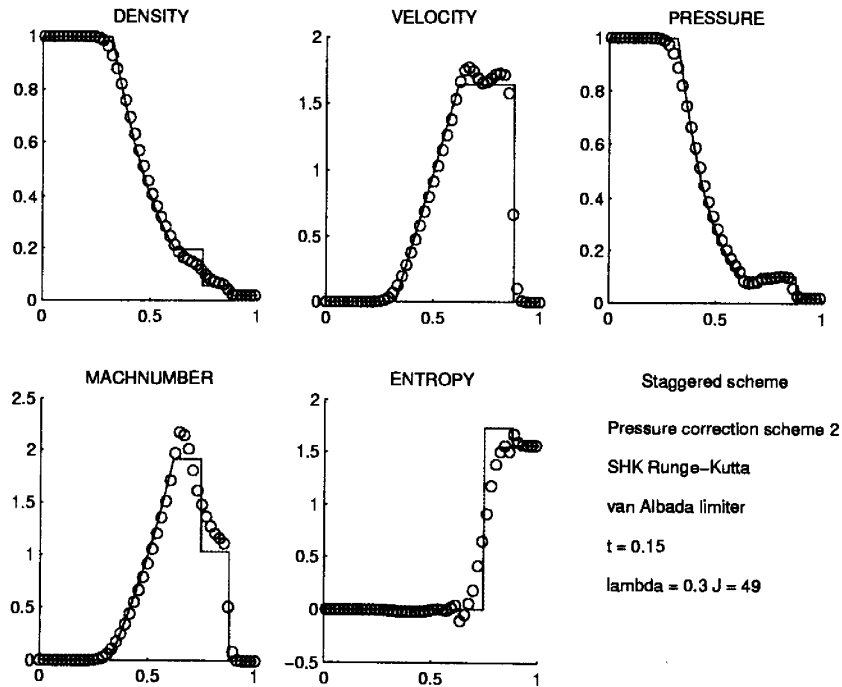 DENSITY
1
0.8
0.6
0.4
0.2
0
0 0.5 1
VELOCITY
2
1.5
1
0.5
0
0 0.5 1
PRESSURE
1
0.8
0.6
0.4
0.2
0
0 0.5 1
MACHNUMBER
2.5
2
1.5
1
0.5
0
0 0.5 1
ENTROPY
2
1.5
1
0.5
0
−0.5
0 0.5 1
Staggered scheme
Pressure correction scheme 2
SHK Runge−Kutta
van Albada limiter
t = 0.15
lambda = 0.3 J = 49